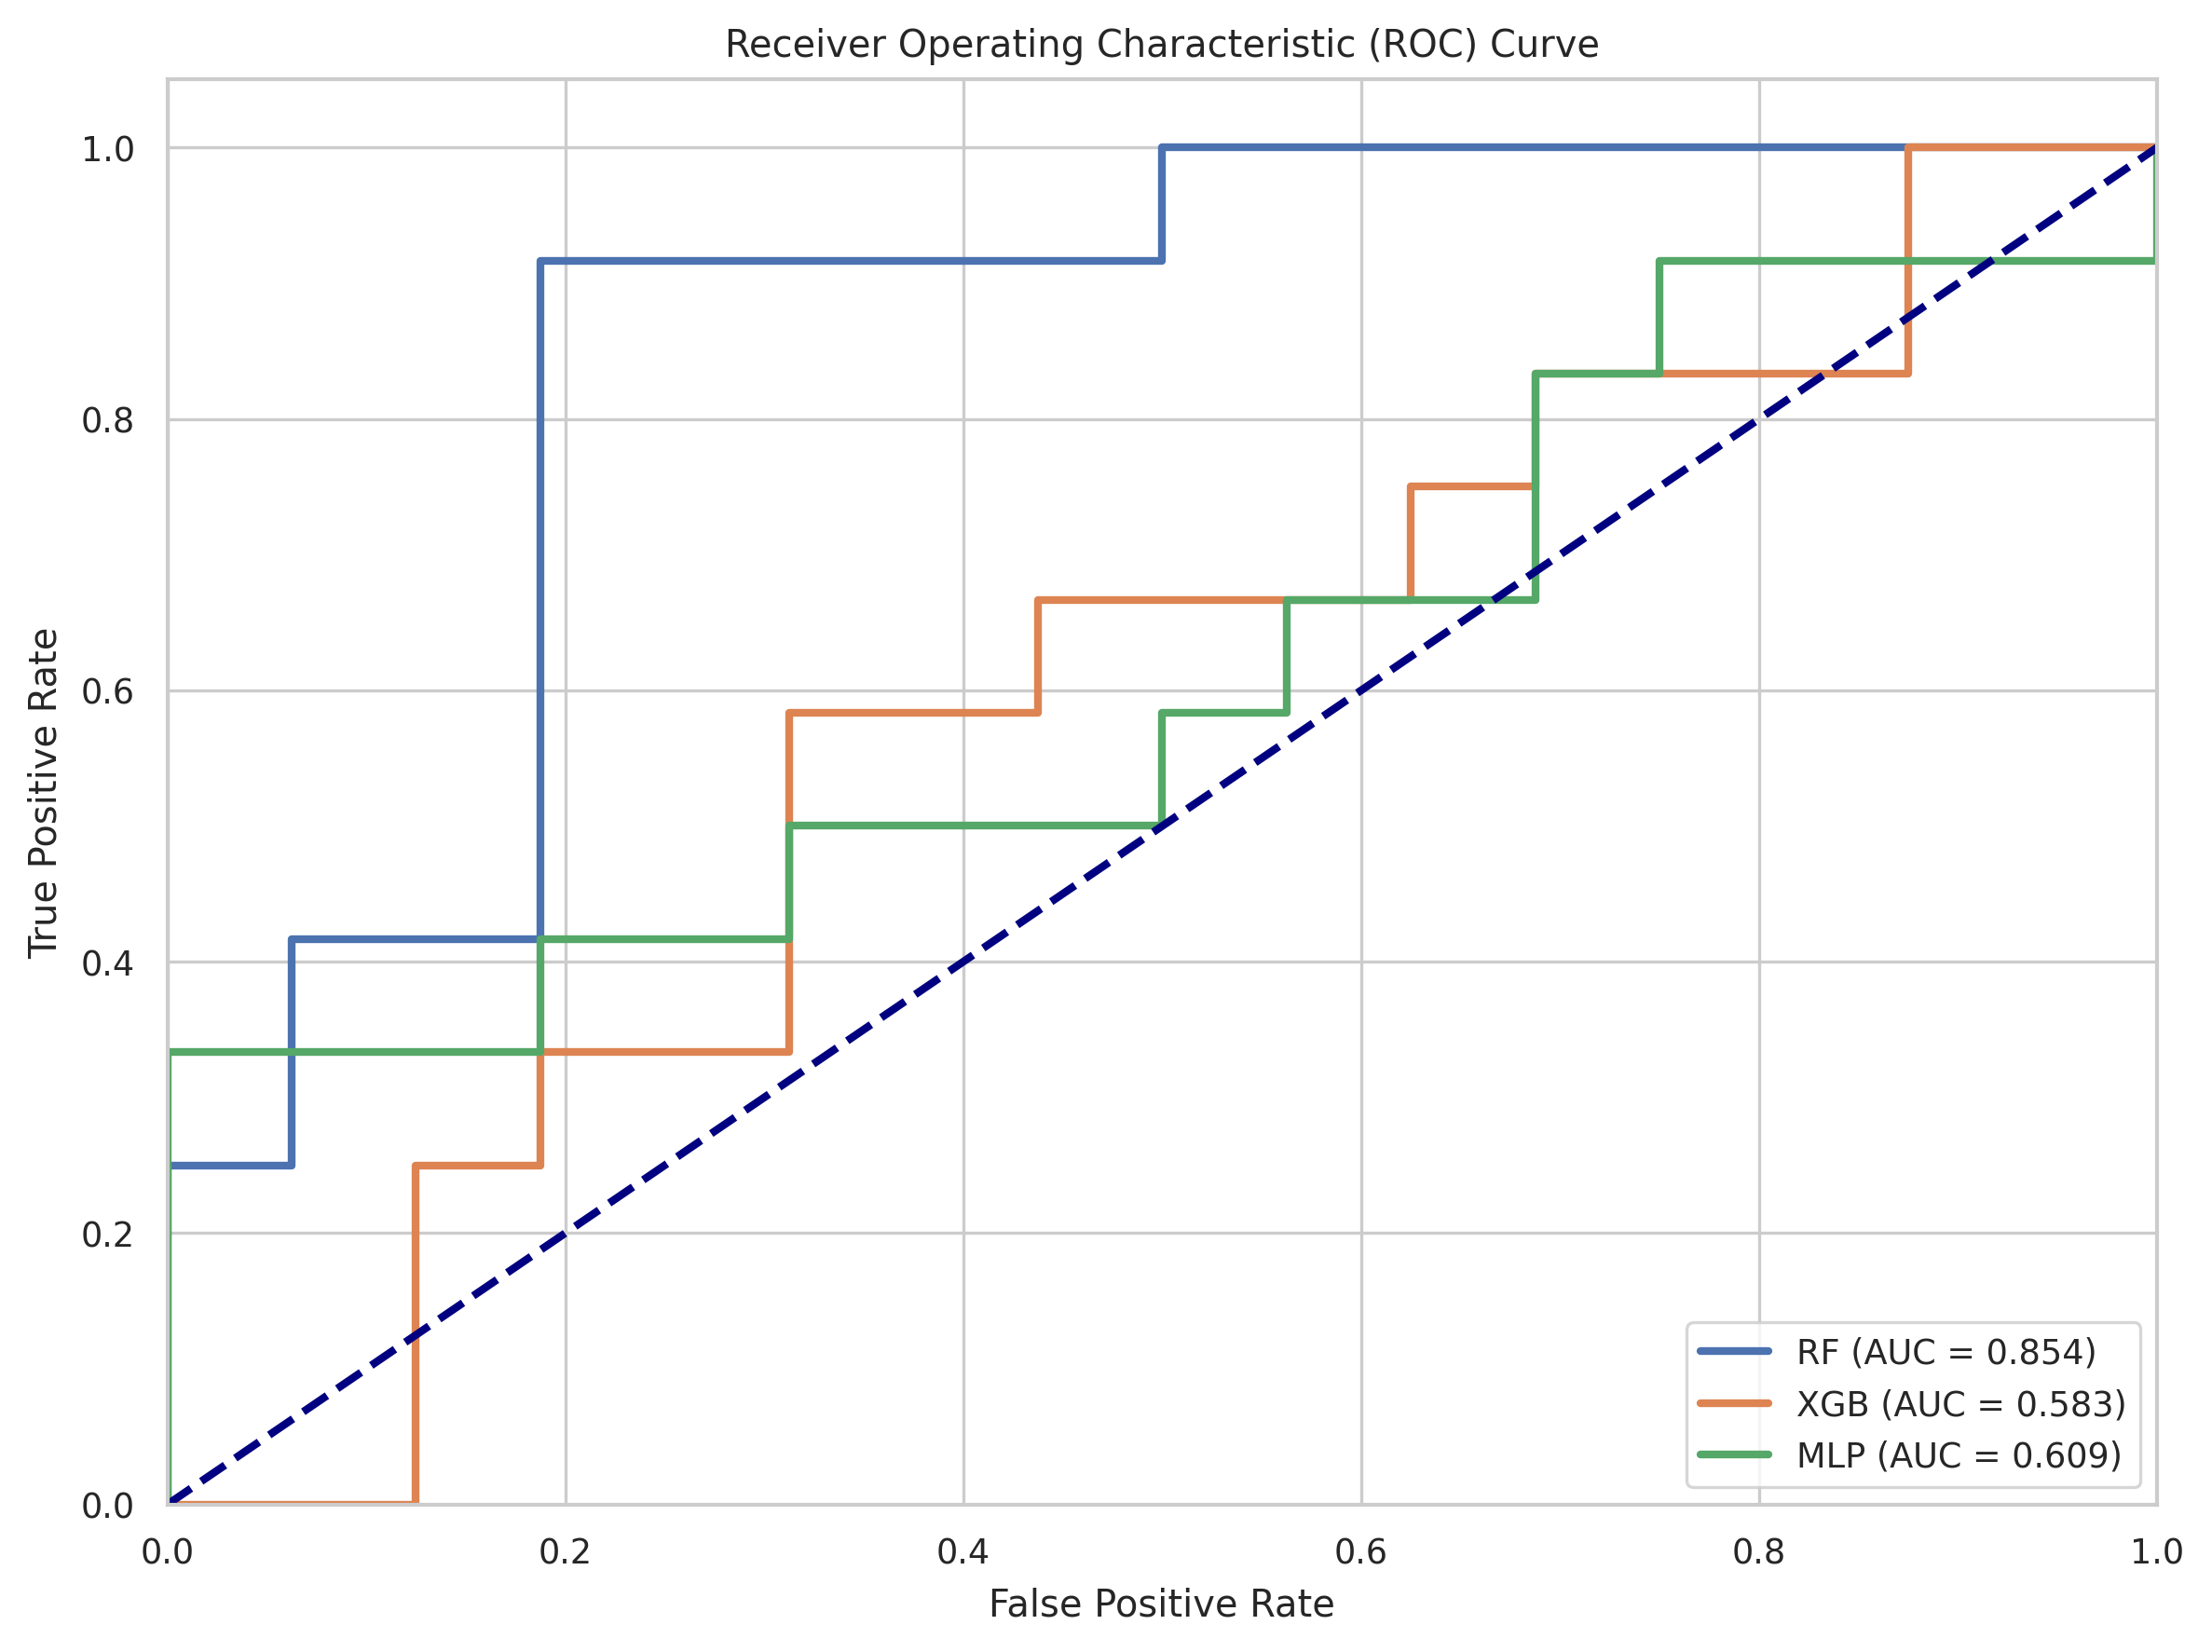 Receiver Operating Characteristic (ROC) Curve
True Positive Rate
1.0
0.8
0.6
0.4
0.2
0.0
0.0 0.2 0.4 0.6 0.8 1.0
False Positive Rate
RF (AUC = 0.854)
XGB (AUC = 0.583)
MLP (AUC = 0.609)